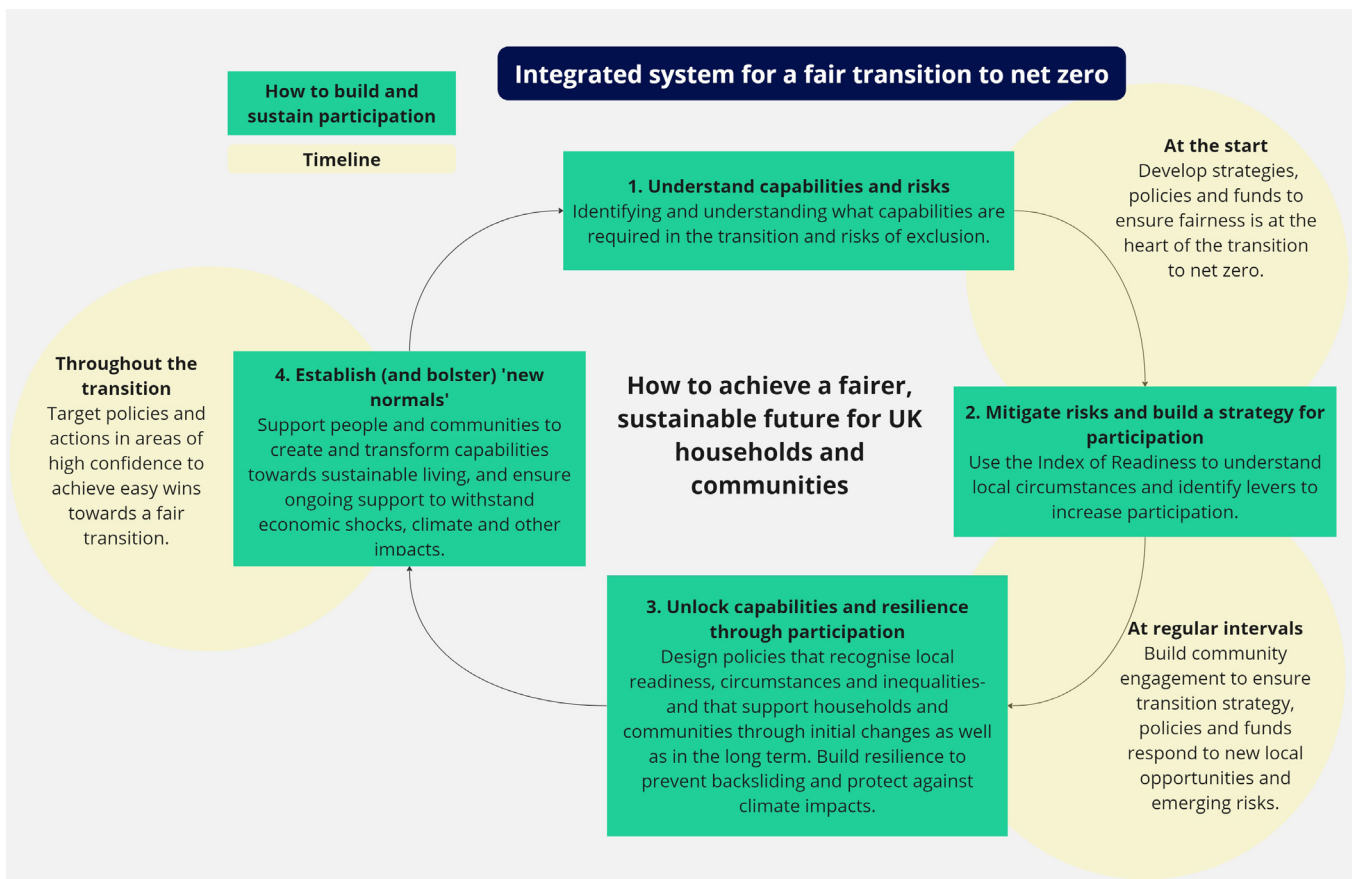 Integrated system for a fair transition to net zero
How to build and
sustain participation
Timeline
At the start
Develop strategies,
policies and funds to
ensure fairness is at the
heart of the transition
to net zero.
1. Understand capabilities and risks
Identifying and understanding what capabilities are
required in the transition and risks of exclusion.
Throughout the
transition
Target policies and
actions in areas of
high confidence to
achieve easy wins
towards a fair
transition.
4. Establish (and bolster) 'new
normals'
Support people and communities to
create and transform capabilities
towards sustainable living, and ensure
ongoing support to withstand
economic shocks, climate and other
impacts.
How to achieve a fairer,
sustainable future for UK
households and
communities
2. Mitigate risks and build a strategy for
participation
Use the Index of Readiness to understand
local circumstances and identify levers to
increase participation.
3. Unlock capabilities and resilience
through participation
Design policies that recognise local
readiness, circumstances and inequalities-
and that support households and
communities through initial changes as well
as in the long term. Build resilience to
prevent backsliding and protect against
climate impacts.
At regular intervals
Build community
engagement to ensure
transition strategy,
policies and funds
respond to new local
opportunities and
emerging risks.